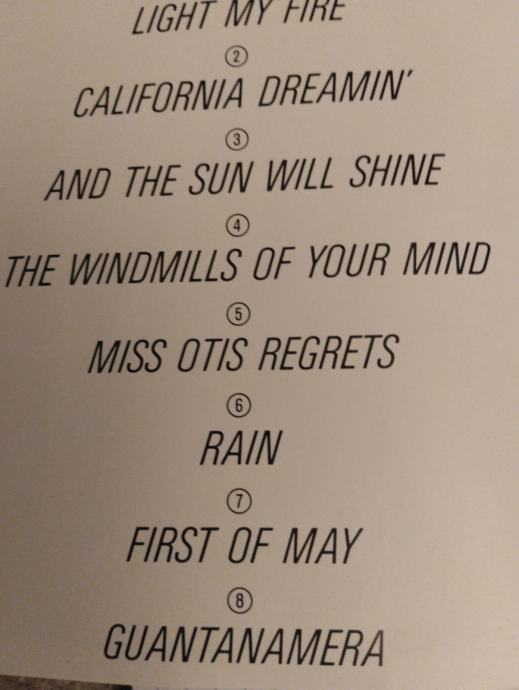 LIGHT MY FIRE
②
CALIFORNIA DREAMIN'
③
AND THE SUN WILL SHINE
④
THE WINDMILLS OF YOUR MIND
⑤
MISS OTIS REGRETS
⑥
RAIN
⑦
FIRST OF MAY
⑧
GUANTANAMERA